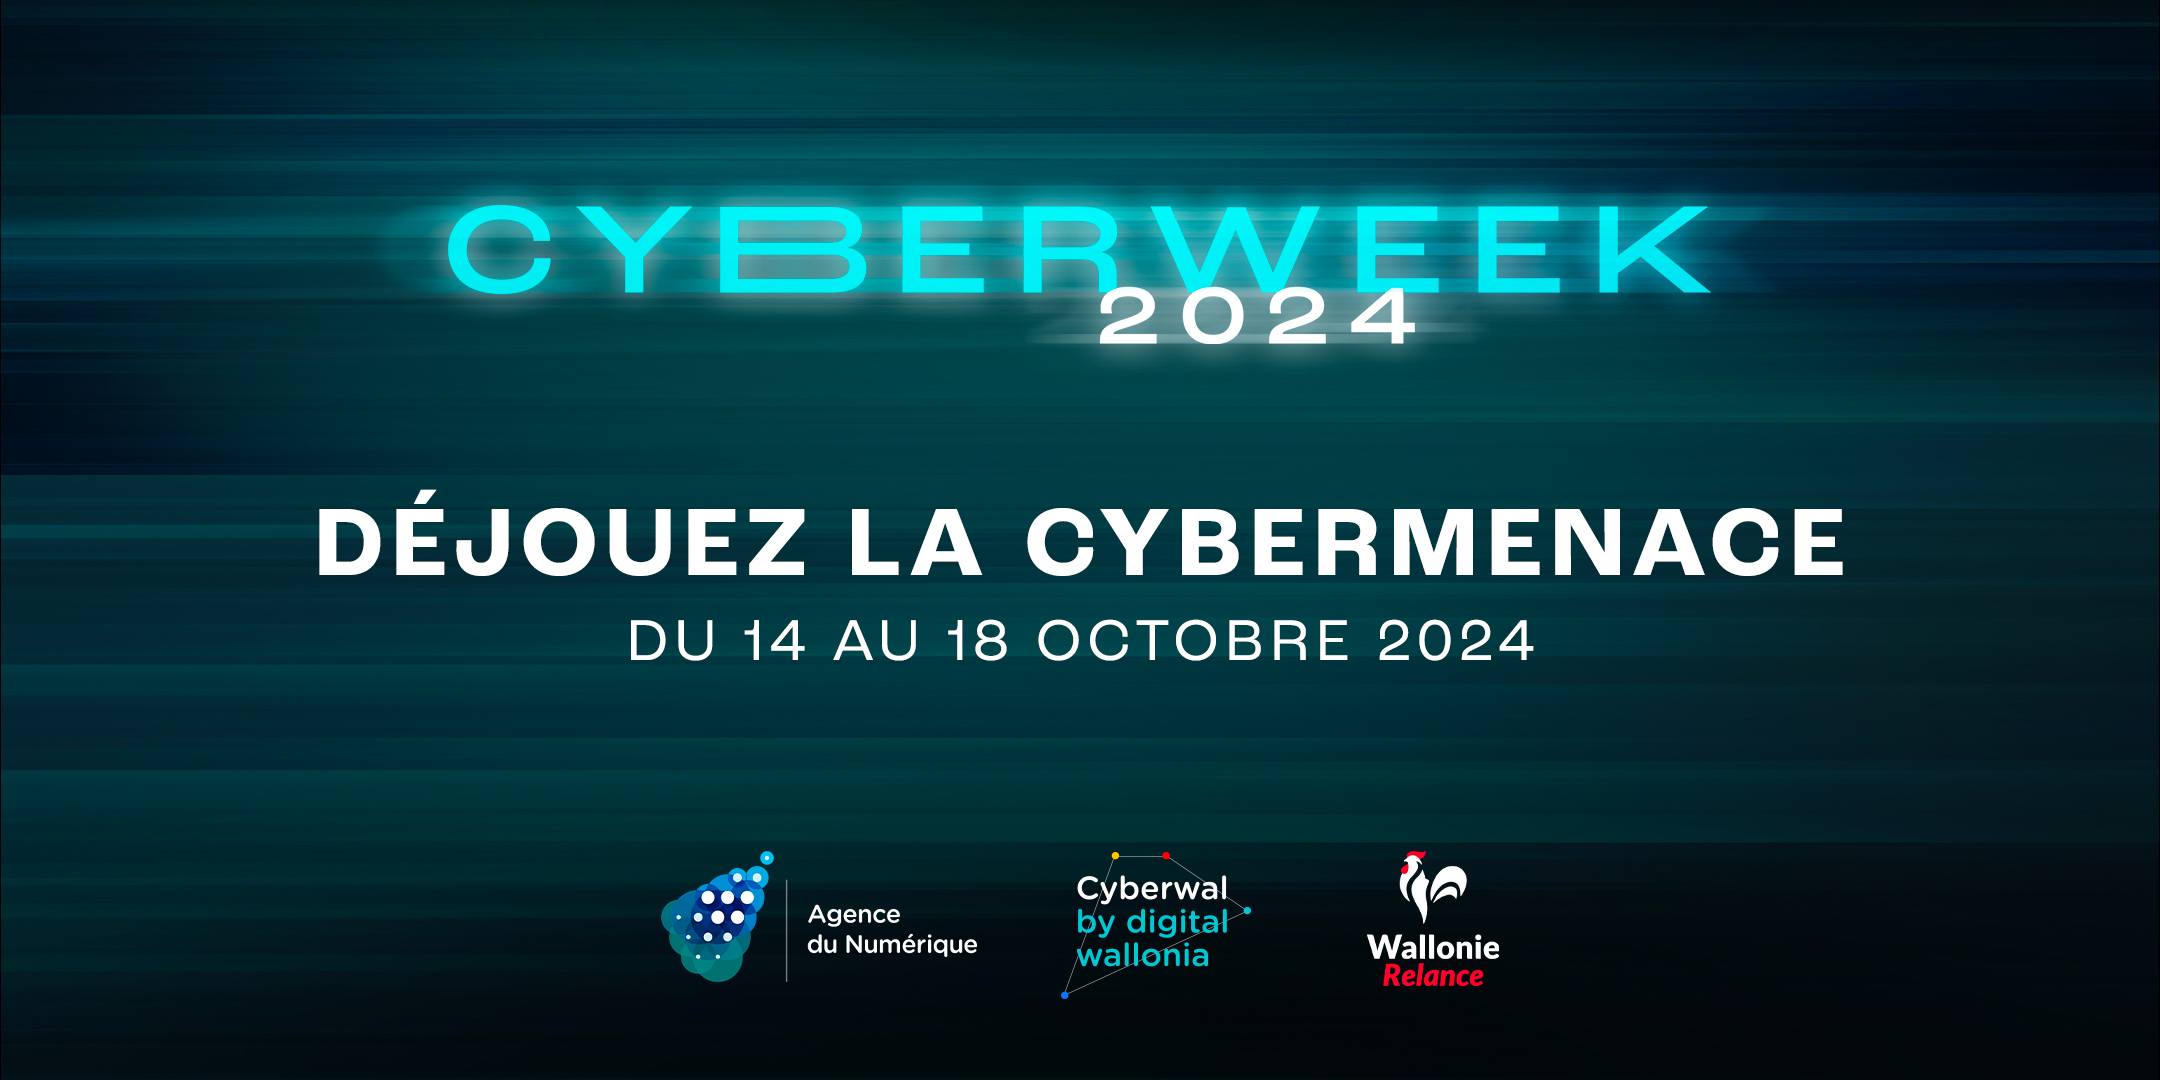 CYBERWEEK
2024
DÉJOUEZ LA CYBERMENACE
DU 14 AU 18 OCTOBRE 2024
Agence
du Numérique
Cyberwal
by digital
wallonia
Wallonie
Relance